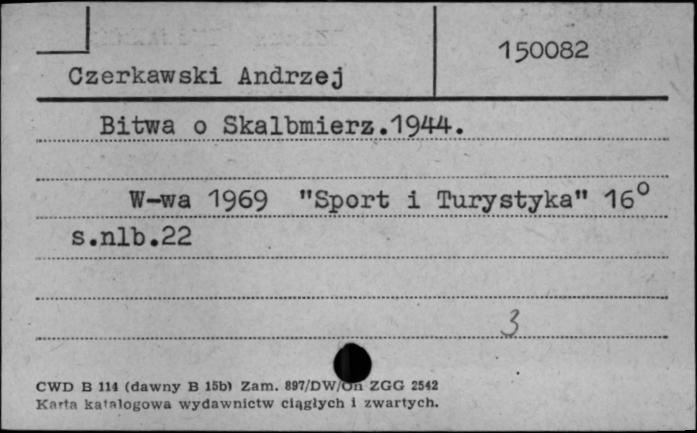 150082
Czerkawski Andrzej
Bitwa o Skalbmierz.1944.
W-wa 1969 "Sport i Turystyka" 16°
s.nlb.22
3
CWD B 114 (dawny B 15b) Zam. 897/DW/On ZGG 2542
Karta katalogowa wydawnictw ciągłych i zwartych.